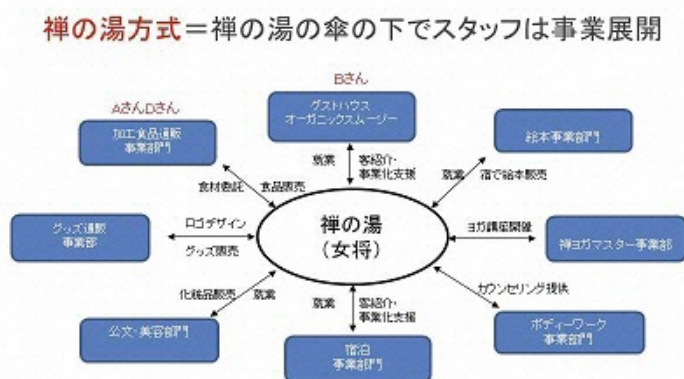 禅の湯方式＝禅の湯の傘の下でスタッフは事業展開
Bさん
AさんDさん
ゲストハウス
オーガニックスムージー
加工食品通販
事業部門
絵本事業部門
就業
客紹介・
事業化支援
食材委託
食品販売
就業
宿で絵本販売
グッズ通販
事業部
ロゴデザイン
グッズ販売
禅の湯
（女将）
ヨガ講座開催
禅ヨガマスター事業部
化粧品販売
就業
就業
客紹介・
事業化支援
カウンセリング提供
公文・美容部門
宿泊
事業部門
ボディーワーク
事業部門